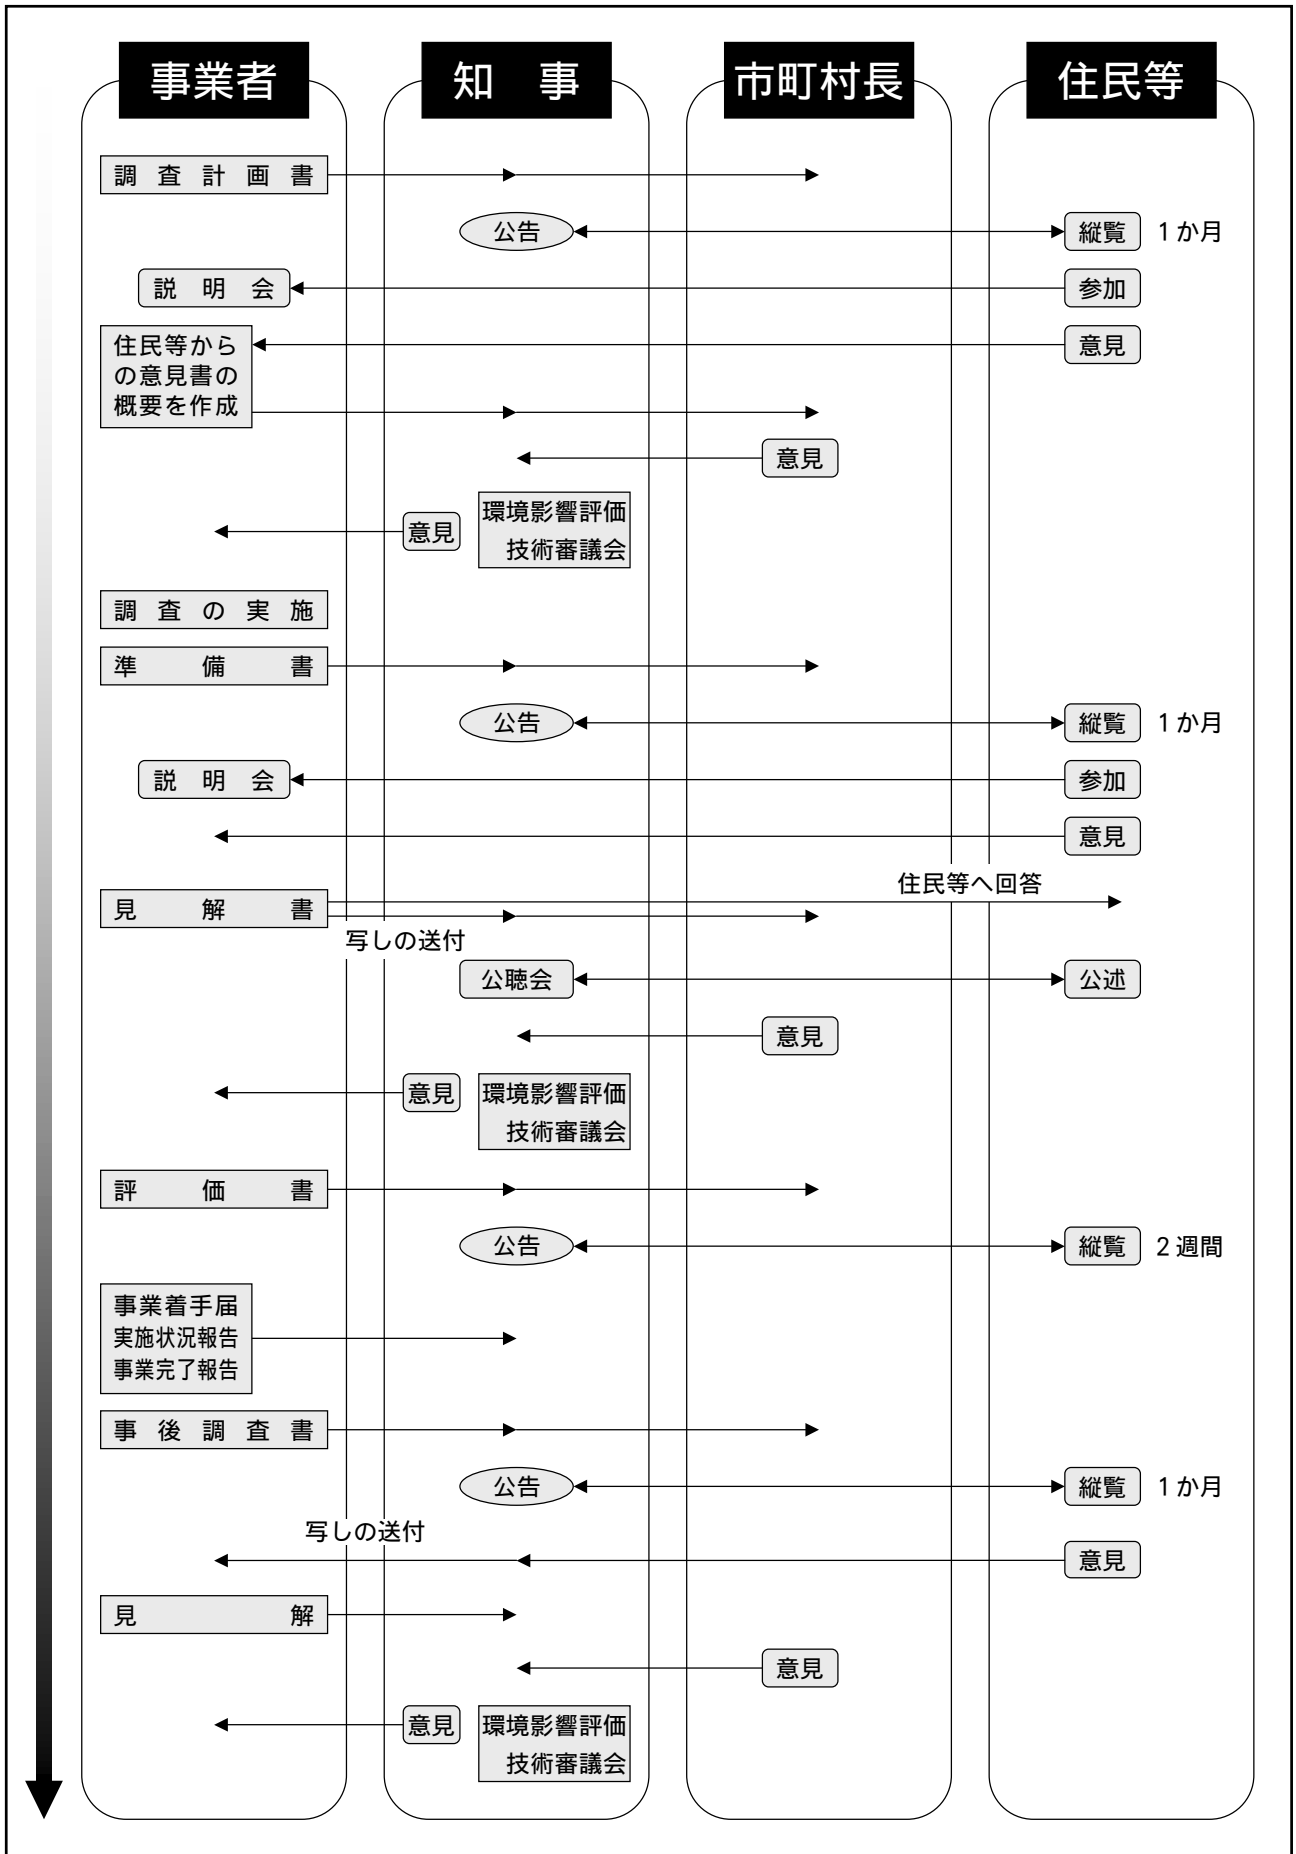 事業者
知　事
市町村長
住民等
調査計画書
公告
縦覧
1か月
説明会
参加
住民等から
の意見書の
概要を作成
意見
意見
意見
環境影響評価
技術審議会
調査の実施
準備書
公告
縦覧
1か月
説明会
参加
意見
見解書
住民等へ回答
写しの送付
公聴会
公述
意見
意見
環境影響評価
技術審議会
評価書
公告
縦覧
2週間
事業着手届
実施状況報告
事業完了報告
事後調査書
公告
縦覧
1か月
写しの送付
意見
見解
意見
意見
環境影響評価
技術審議会